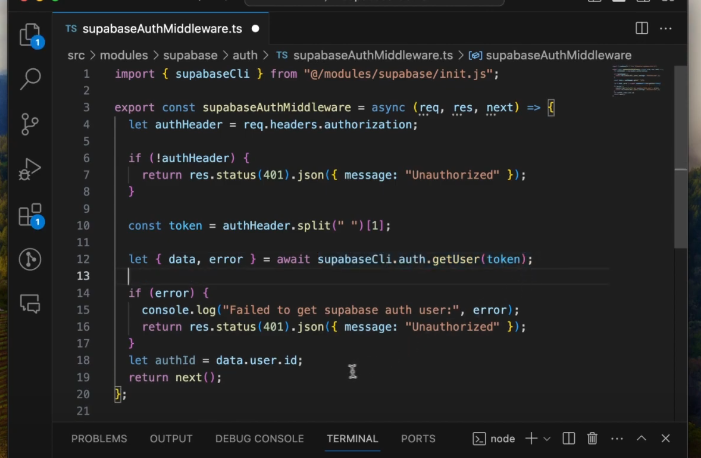 TS supabaseAuthMiddleware.ts ●
src > modules > supabase > auth > TS supabaseAuthMiddleware.ts > supabaseAuthMiddleware
1 import { supabaseCli } from "@/modules/supabase/init.js";
2
3 export const supabaseAuthMiddleware = async (req, res, next) => {
4 let authHeader = req.headers.authorization;
5
6 if (!authHeader) {
7 return res.status(401).json({ message: "Unauthorized" });
8 }
9
10 const token = authHeader.split(" ")[1];
11
12 let { data, error } = await supabaseCli.auth.getUser(token);
13
14 if (error) {
15 console.log("Failed to get supabase auth user:", error);
16 return res.status(401).json({ message: "Unauthorized" });
17 }
18 let authId = data.user.id;
19 return next();
20 };
21
1
1
PROBLEMS OUTPUT DEBUG CONSOLE TERMINAL PORTS node